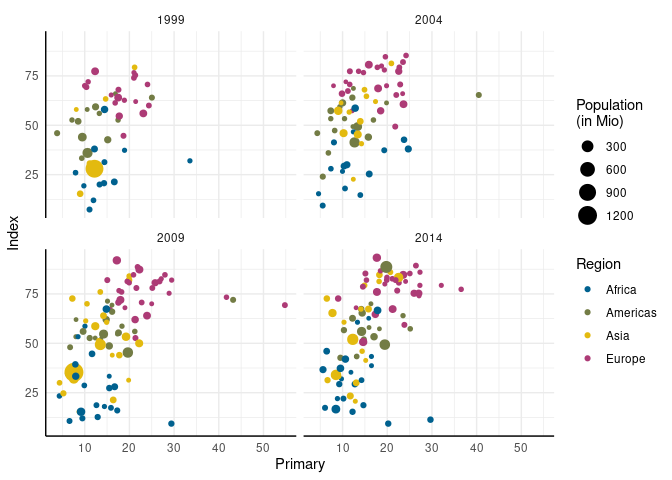 1999
2004
75
50
25
2009
2014
75
50
25
10 20 30 40 50
10 20 30 40 50
Primary
Index
Population
(in Mio)
300
600
900
1200
Region
Africa
Americas
Asia
Europe